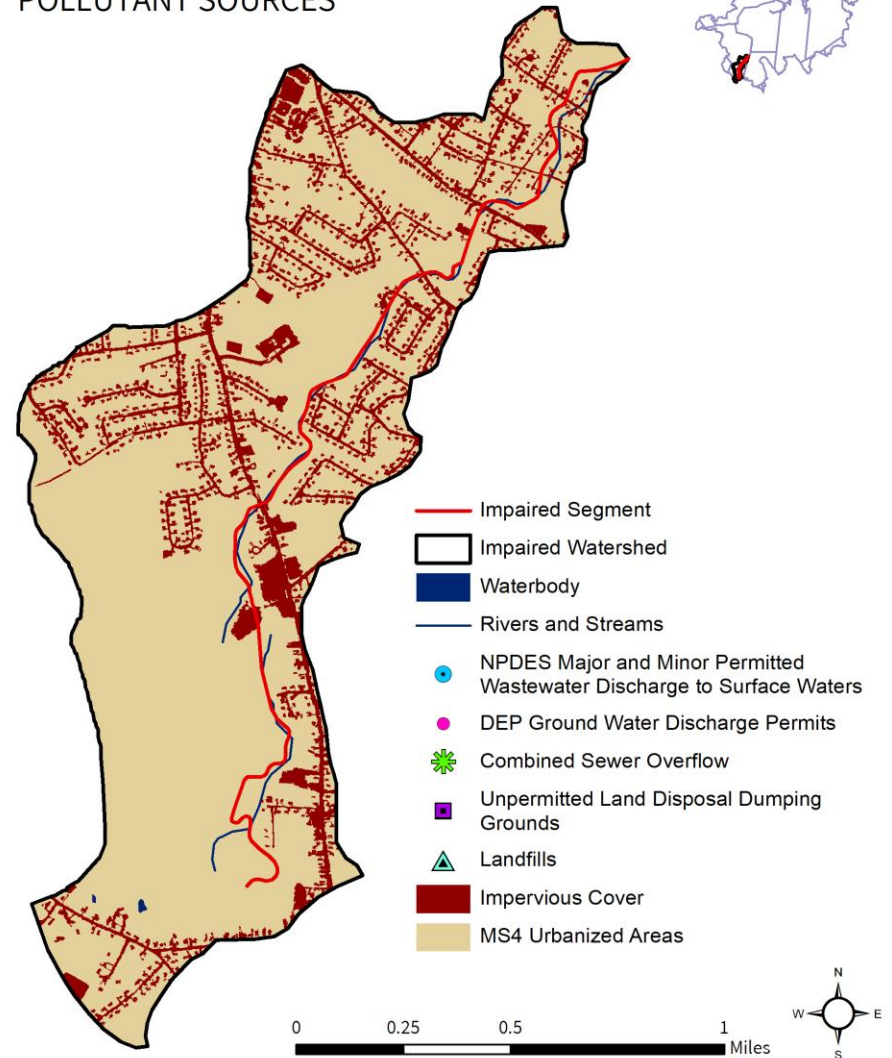 POLLUTANT SOURCES
Impaired Segment
Impaired Watershed
Waterbody
Rivers and Streams
NPDES Major and Minor Permitted
Wastewater Discharge to Surface Waters
DEP Ground Water Discharge Permits
Combined Sewer Overflow
Unpermitted Land Disposal Dumping
Grounds
Landfills
Impervious Cover
MS4 Urbanized Areas
N
W E
S
0 0.25 0.5 1
Miles